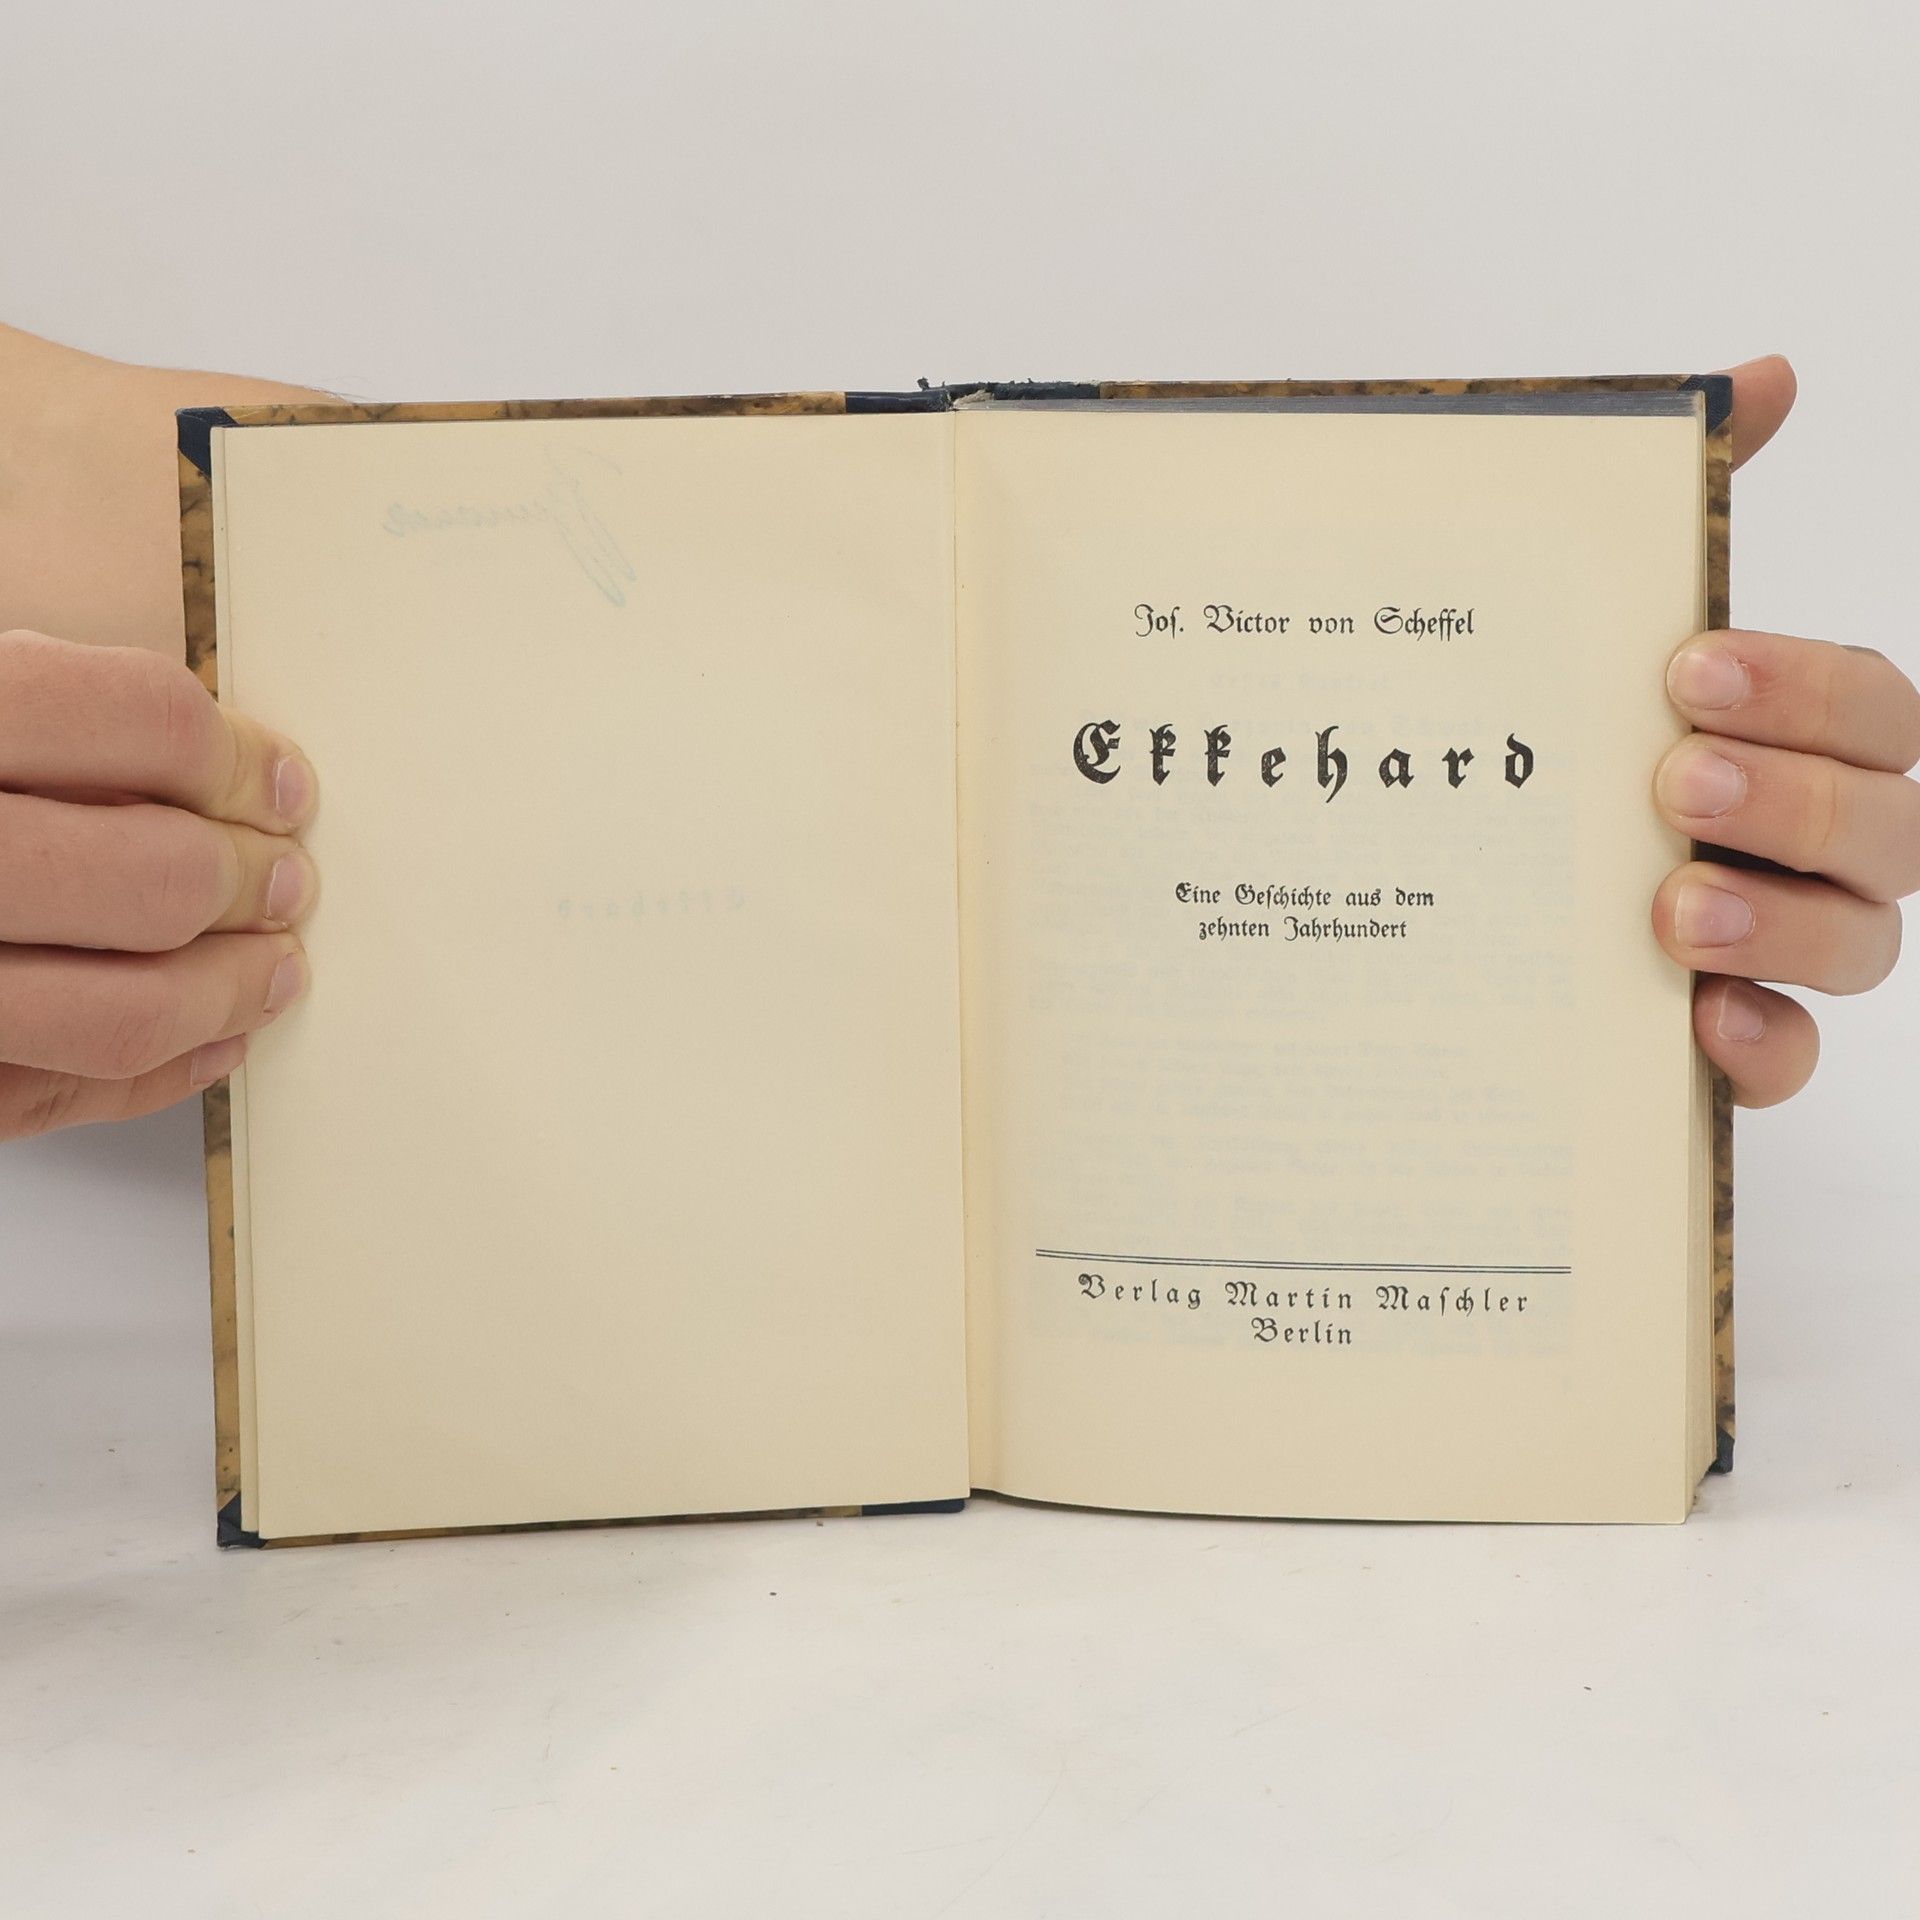 Jos. Victor von Scheffel
Ekkehard
Eine Geschichte aus dem
zehnten Jahrhundert
Verlag Martin Maschler
Berlin